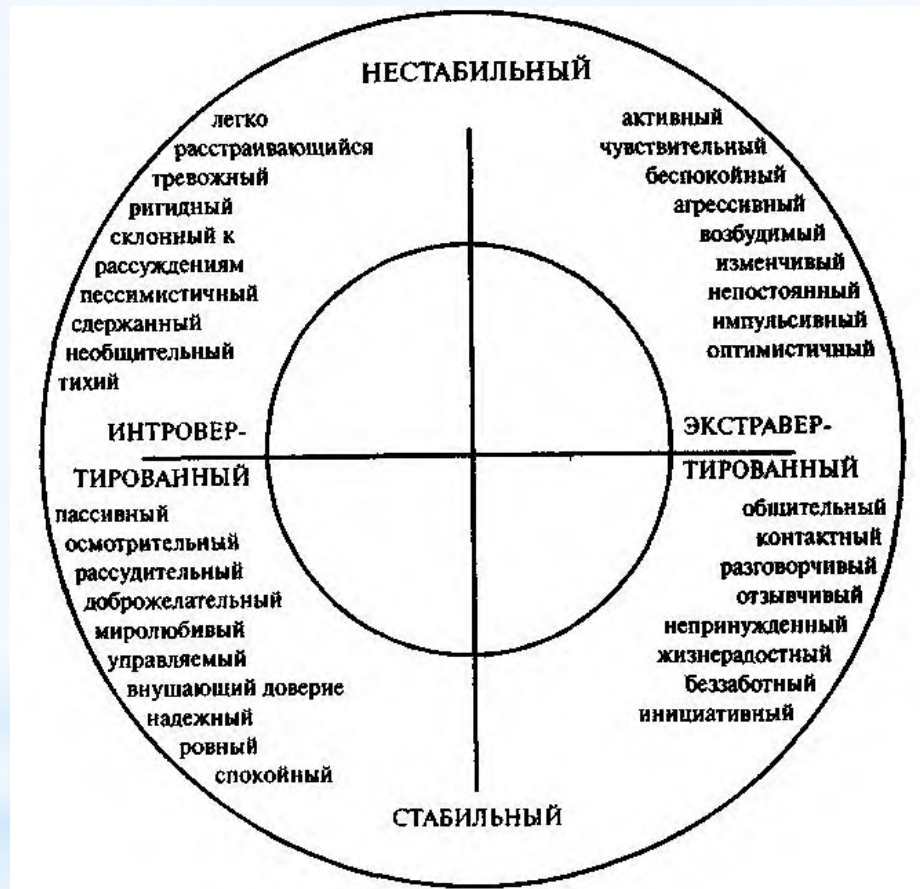 НЕСТАБИЛЬНЫЙ
легко
расстраивающийся
тревожный
ригидный
склонный к
рассуждениям
пессимистичный
сдержанный
необщительный
тихий
активный
чувствительный
беспокойный
агрессивный
возбудимый
изменчивый
непостоянный
импульсивный
оптимистичный
ИНТРОВЕР-
ТИРОВАННЫЙ
ЭКСТРАВЕР-
ТИРОВАННЫЙ
пассивный
осмотрительный
рассудительный
доброжелательный
миролюбивый
управляемый
внушающий доверие
надежный
ровный
спокойный
общительный
контактный
разговорчивый
отзывчивый
непринужденный
жизнерадостный
беззаботный
инициативный
СТАБИЛЬНЫЙ